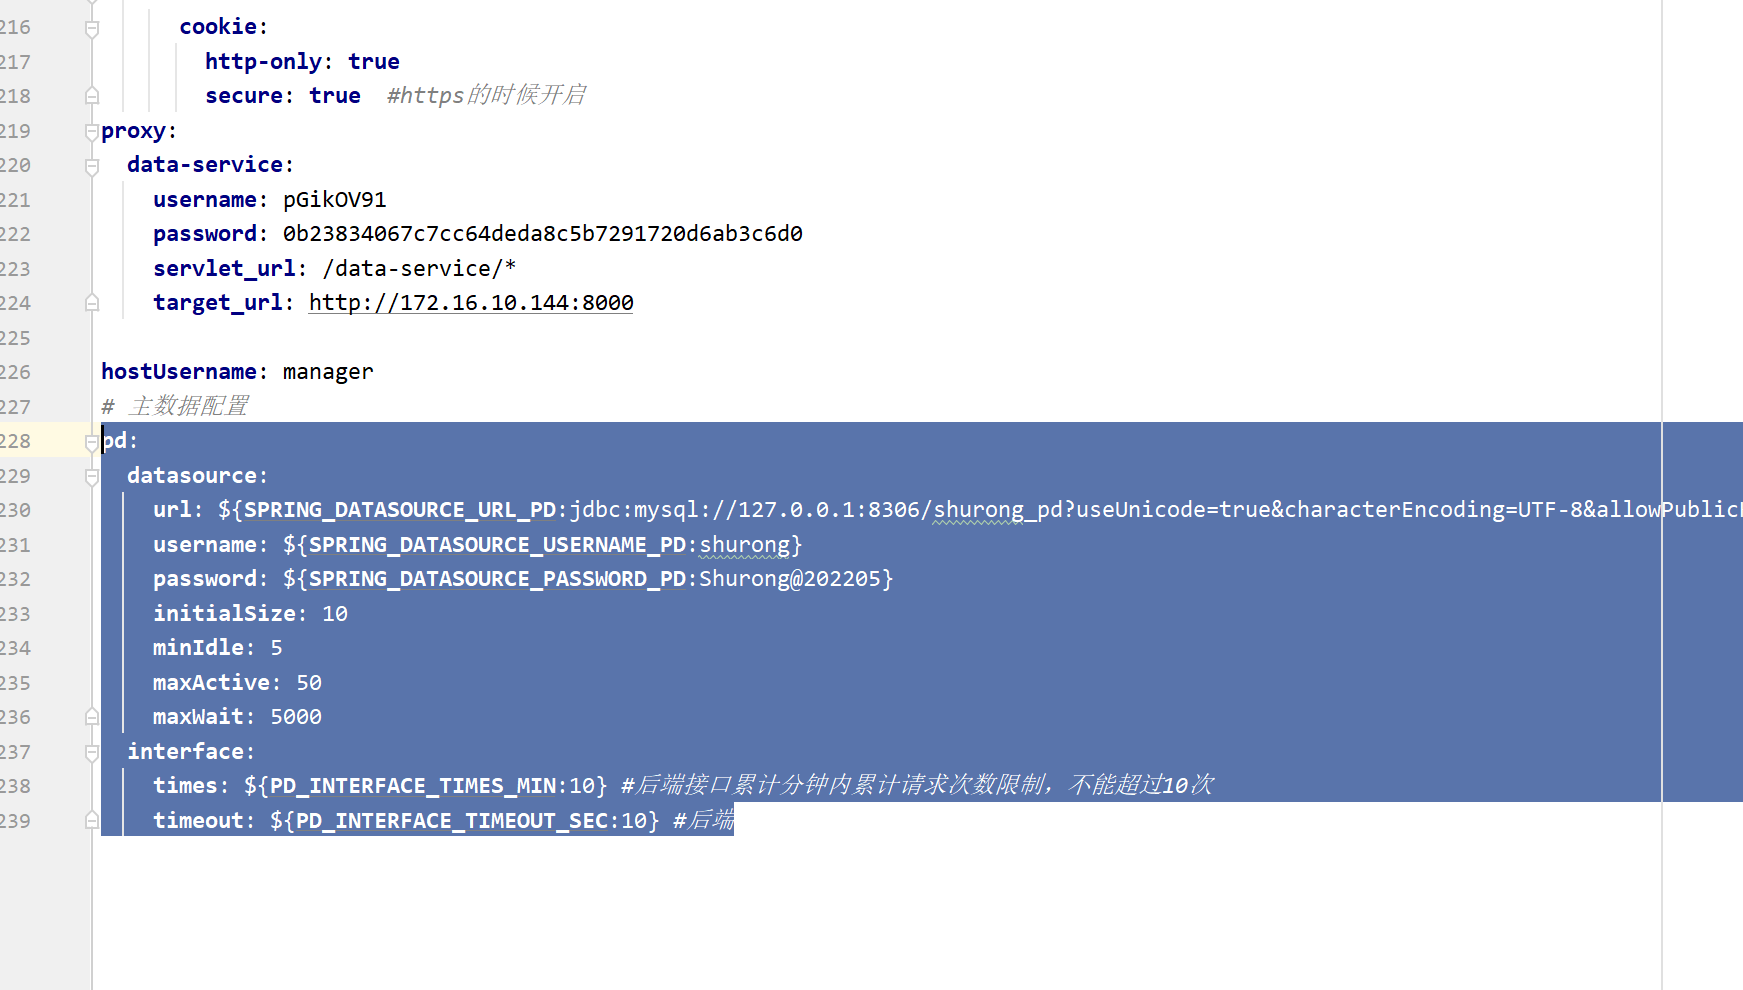 216 cookie:
217 http-only: true
218 secure: true #https的时候开启
219 proxy:
220 data-service:
221 username: pGikOV91
222 password: 0b23834067c7cc64deda8c5b7291720d6ab3c6d0
223 servlet_url: /data-service/*
224 target_url: http://172.16.10.144:8000
225
226 hostUsername: manager
227 # 主数据配置
228 pd:
229 datasource:
230 url: ${SPRING_DATASOURCE_URL_PD:jdbc:mysql://127.0.0.1:8306/shurong_pd?useUnicode=true&characterEncoding=UTF-8&allowPublic
231 username: ${SPRING_DATASOURCE_USERNAME_PD:shurong}
232 password: ${SPRING_DATASOURCE_PASSWORD_PD:Shurong@202205}
233 initialSize: 10
234 minIdle: 5
235 maxActive: 50
236 maxWait: 5000
237 interface:
238 times: ${PD_INTERFACE_TIMES_MIN:10} #后端接口累计分钟内累计请求次数限制，不能超过10次
239 timeout: ${PD_INTERFACE_TIMEOUT_SEC:10} #后端